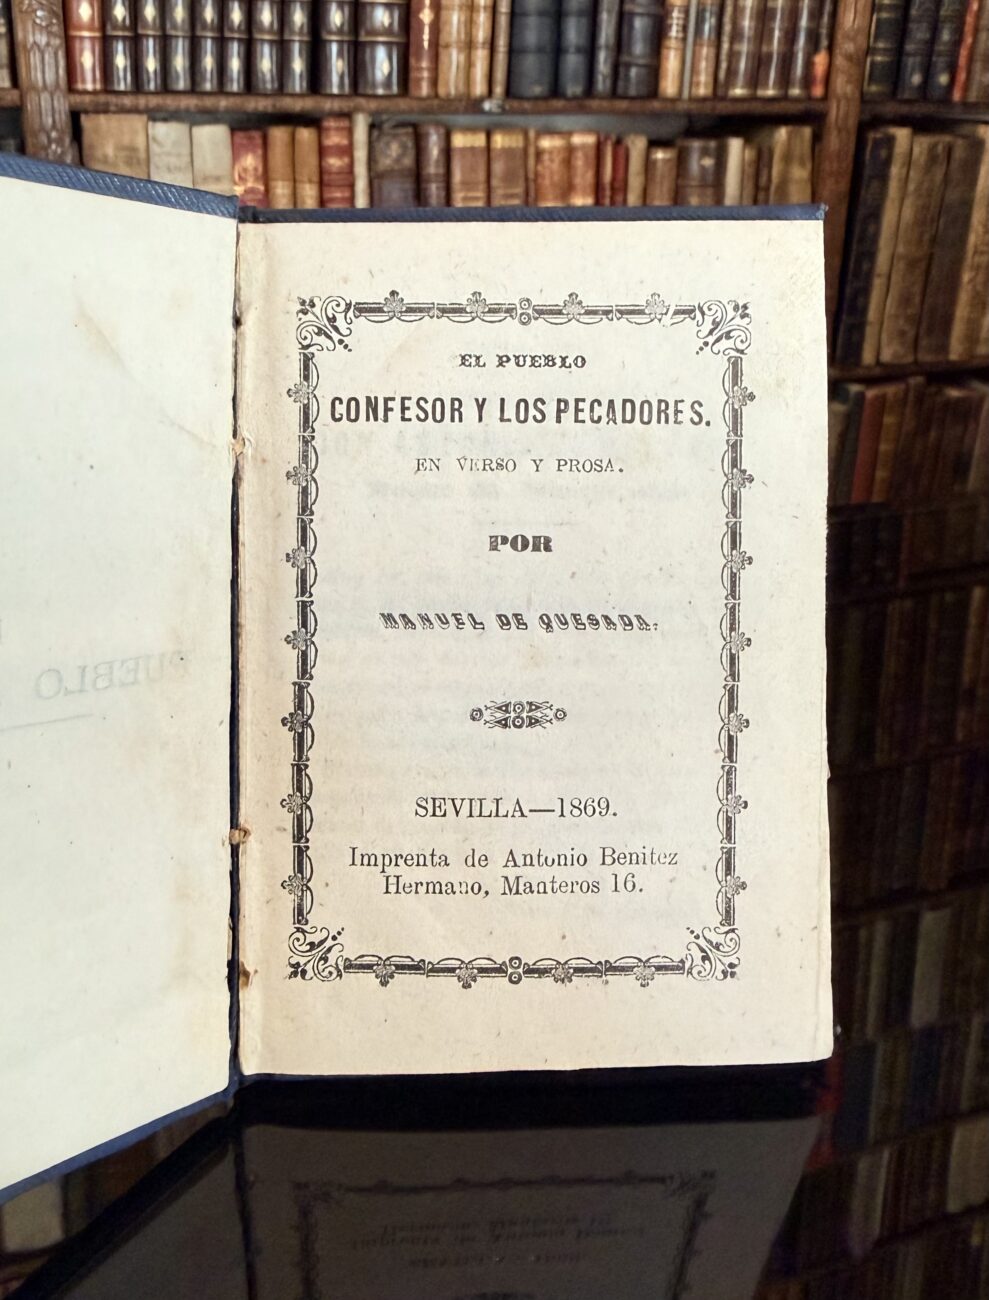 EL PUEBLO
CONFESOR Y LOS PECADORES.
EN VERSO Y PROSA.
POR
MANUEL DE QUESADA.
SEVILLA—1869.
Imprenta de Antonio Benitez
Hermano, Manteros 16.
PUEBLO